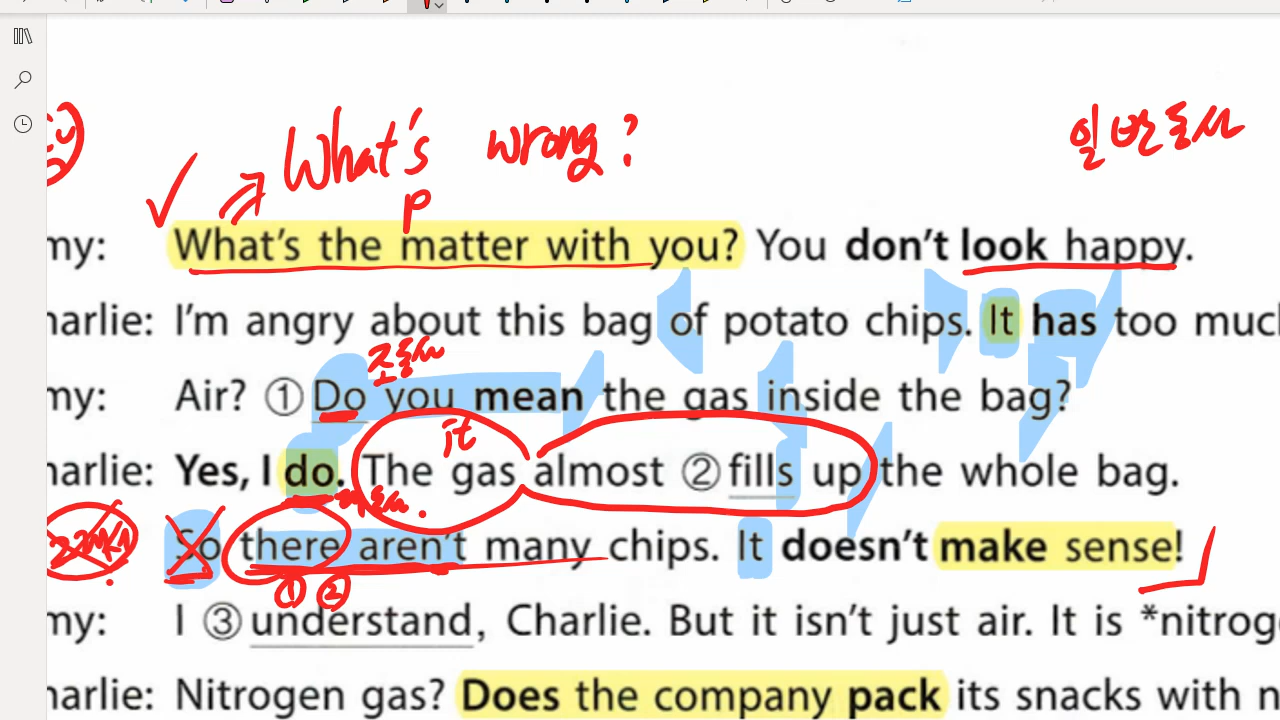 What's wrong?
일반동사
p
my: What's the matter with you? You don't look happy.
harlie: I'm angry about this bag of potato chips. It has too muc
조동사
my: Air? ① Do you mean the gas inside the bag?
it
harlie: Yes, I do. The gas almost ② fills up the whole bag.
So there aren't many chips. It doesn't make sense!
① ②
my: I ③ understand, Charlie. But it isn't just air. It is *nitrog
harlie: Nitrogen gas? Does the company pack its snacks with n